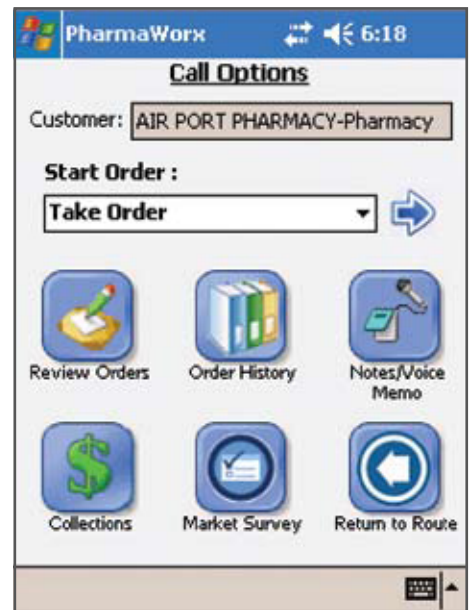 PharmaWorx 6:18
Call Options
Customer: AIR PORT PHARMACY-Pharmacy
Start Order :
Take Order
Review Orders Order History Notes/Voice
Memo
Collections Market Survey Return to Route